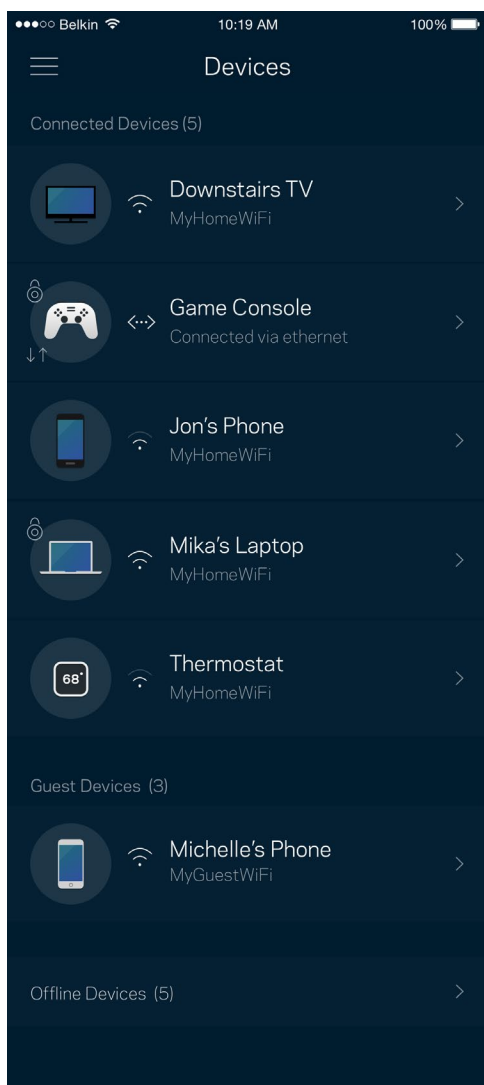 Belkin 10:19 AM 100%
Devices
Connected Devices (5)
Downstairs TV
MyHomeWiFi
Game Console
Connected via ethernet
Jon's Phone
MyHomeWiFi
Mika's Laptop
MyHomeWiFi
68°
Thermostat
MyHomeWiFi
Guest Devices (3)
Michelle's Phone
MyGuestWiFi
Offline Devices (5)